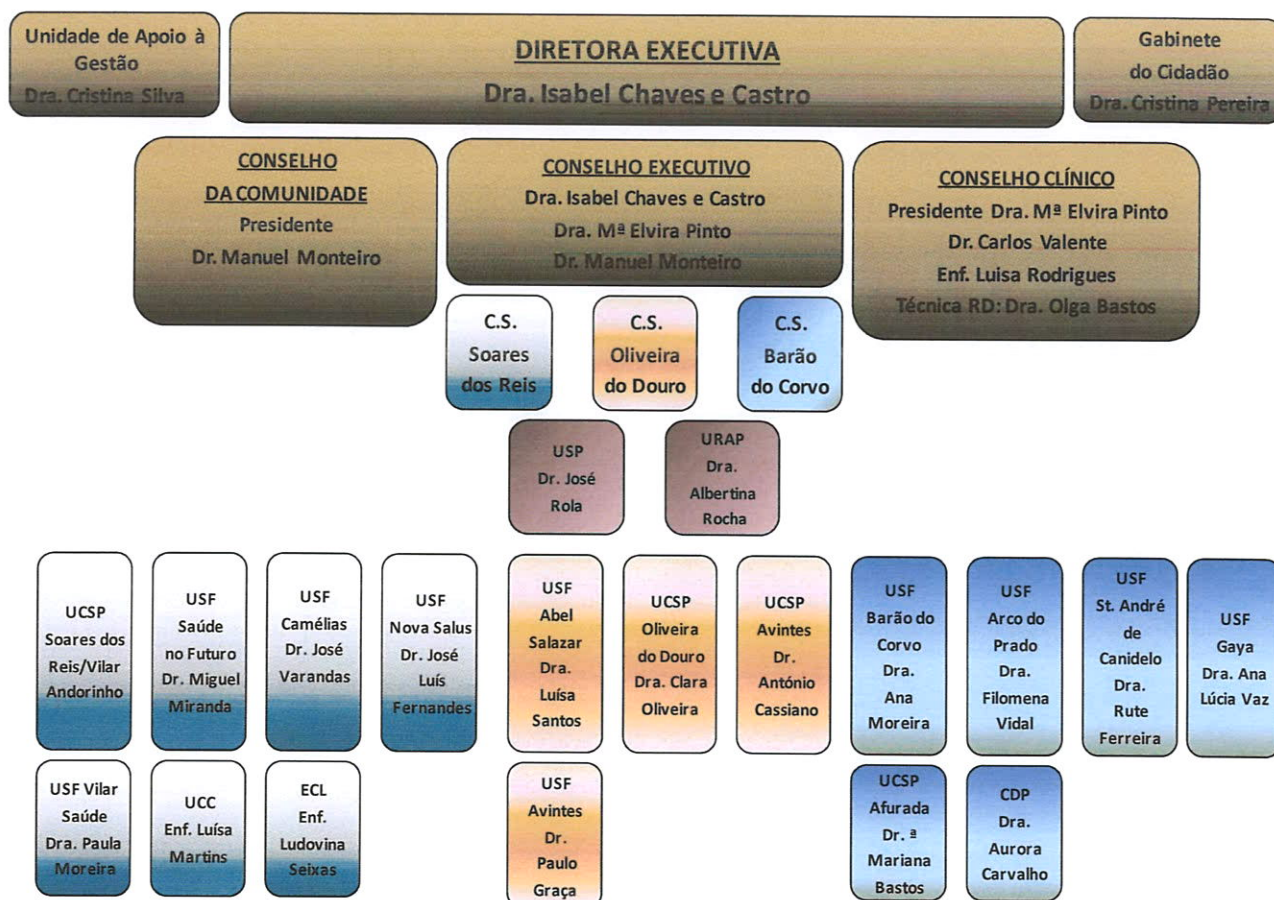 Unidade de Apoio à
Gestão
Dra. Cristina Silva
DIRETORA EXECUTIVA
Dra. Isabel Chaves e Castro
Gabinete
do Cidadão
Dra. Cristina Pereira
CONSELHO
DA COMUNIDADE
Presidente
Dr. Manuel Monteiro
CONSELHO EXECUTIVO
Dra. Isabel Chaves e Castro
Dra. Mª Elvira Pinto
Dr. Manuel Monteiro
CONSELHO CLÍNICO
Presidente Dra. Mª Elvira Pinto
Dr. Carlos Valente
Enf. Luisa Rodrigues
Técnica RD: Dra. Olga Bastos
C.S.
Soares
dos Reis
C.S.
Oliveira
do Douro
C.S.
Barão
do Corvo
USP
Dr. José
Rola
URAP
Dra.
Albertina
Rocha
UCSP
Soares dos
Reis/Vilar
Andorinho
USF
Saúde
no Futuro
Dr. Miguel
Miranda
USF
Camélias
Dr. José
Varandas
USF
Nova Salus
Dr. José
Luís
Fernandes
USF
Abel
Salazar
Dra.
Luísa
Santos
UCSP
Oliveira
do Douro
Dra. Clara
Oliveira
UCSP
Avintes
Dr.
António
Cassiano
USF
Barão do
Corvo
Dra.
Ana
Moreira
USF
Arco do
Prado
Dra.
Filomena
Vidal
USF
St. André
de
Canidelo
Dra.
Rute
Ferreira
USF
Gaya
Dra. Ana
Lúcia Vaz
USF Vilar
Saúde
Dra. Paula
Moreira
UCC
Enf. Luísa
Martins
ECL
Enf.
Ludovina
Seixas
USF
Avintes
Dr.
Paulo
Graça
UCSP
Afurada
Dr. ª
Mariana
Bastos
CDP
Dra.
Aurora
Carvalho